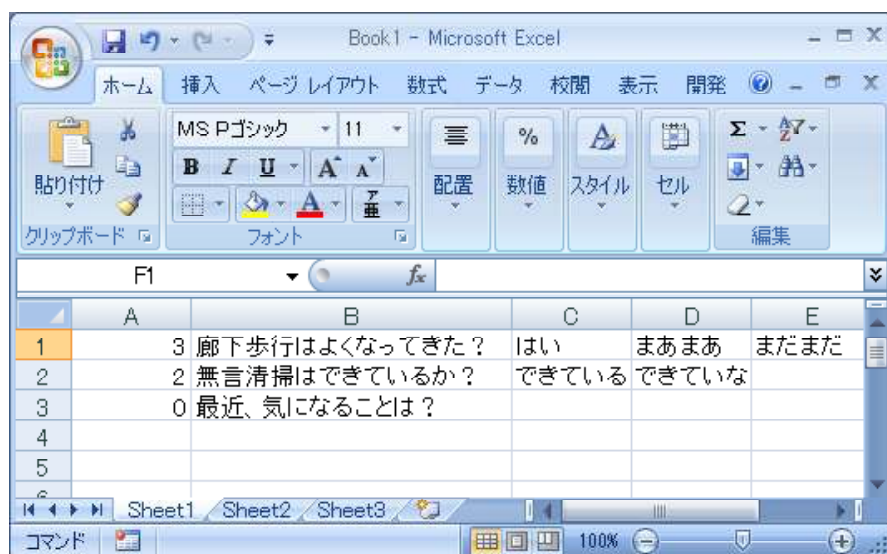 Book1 - Microsoft Excel
ホーム 挿入 ページ レイアウト 数式 データ 校閲 表示 開発
貼り付け
MS Pゴシック 11
B I U A A
ア亜
配置
%
数値
スタイル
セル
Σ
クリップボード フォント 編集
F1 fx
A B C D E
1 3 廊下歩行はよくなってきた？ はい まあまあ まだまだ
2 2 無言清掃はできているか？ できている できていな
3 0 最近、気になることは？
4
5
Sheet1 Sheet2 Sheet3
コマンド 100%